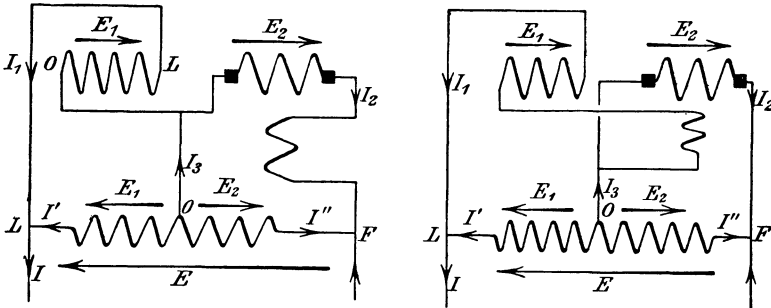 E₁ E₂ E₁ E₂
I₁ O L I₂ I₁ I₂
I₃
E₁ O E₂ E₁ I₃ O E₂
L I' I'' F L I' I'' F
I E I E